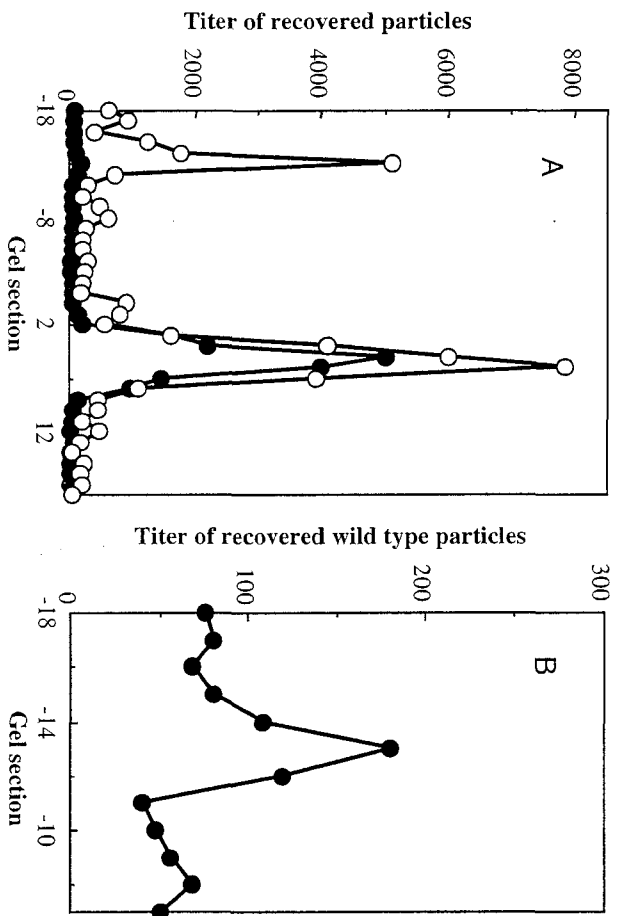 A
Titer of recovered particles
0
2000
4000
6000
8000
-18
-8
2
12
Gel section
B
Titer of recovered wild type particles
0
100
200
300
-18
-14
-10
Gel section